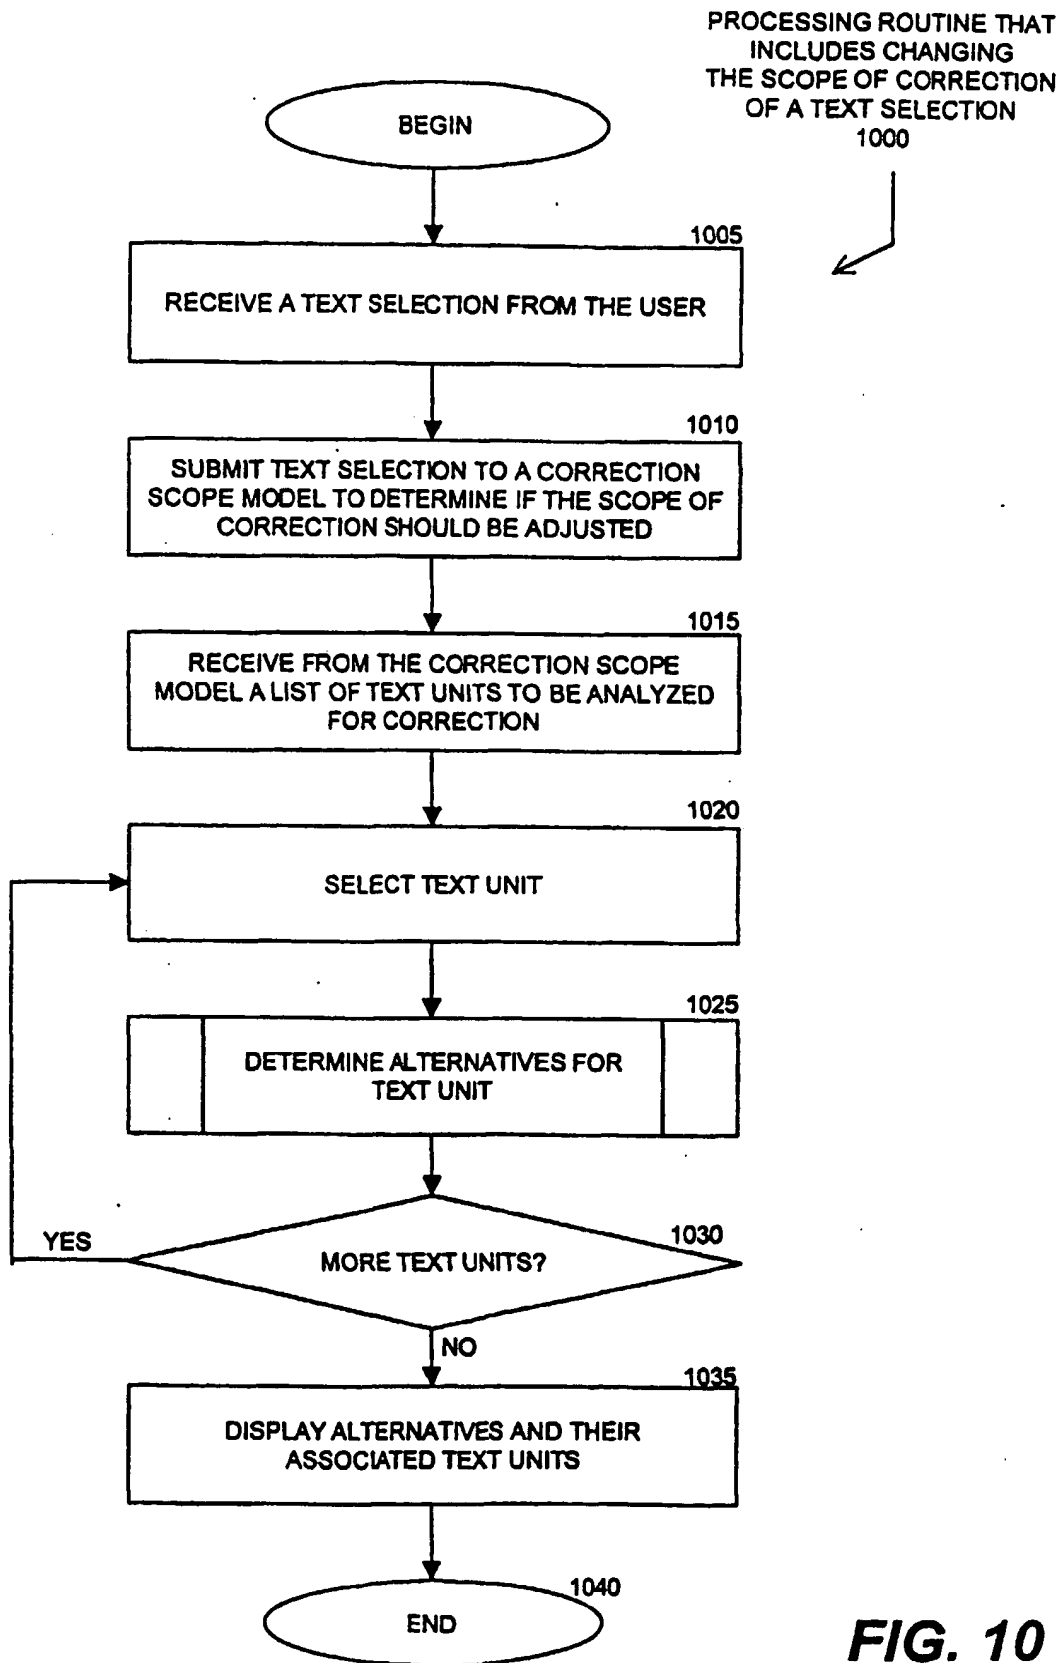 PROCESSING ROUTINE THAT
INCLUDES CHANGING
THE SCOPE OF CORRECTION
OF A TEXT SELECTION
1000
BEGIN
1005
RECEIVE A TEXT SELECTION FROM THE USER
1010
SUBMIT TEXT SELECTION TO A CORRECTION
SCOPE MODEL TO DETERMINE IF THE SCOPE OF
CORRECTION SHOULD BE ADJUSTED
1015
RECEIVE FROM THE CORRECTION SCOPE
MODEL A LIST OF TEXT UNITS TO BE ANALYZED
FOR CORRECTION
1020
SELECT TEXT UNIT
1025
DETERMINE ALTERNATIVES FOR
TEXT UNIT
1030
YES
MORE TEXT UNITS?
NO
1035
DISPLAY ALTERNATIVES AND THEIR
ASSOCIATED TEXT UNITS
1040
END
FIG. 10